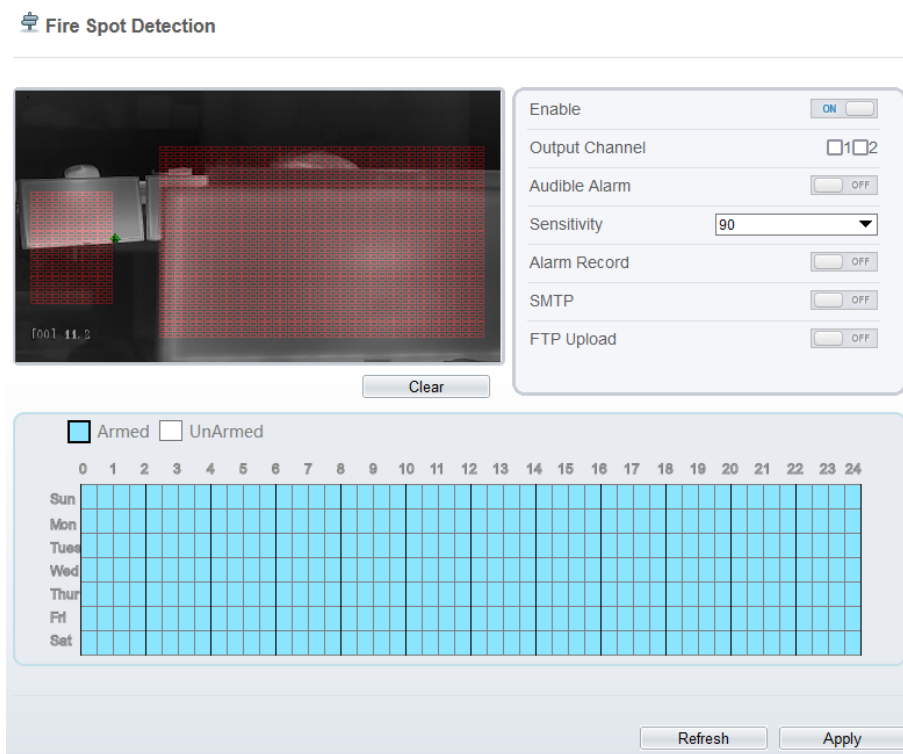 Fire Spot Detection
Enable ON
Output Channel 1 2
Audible Alarm OFF
Sensitivity 90
Alarm Record OFF
SMTP OFF
FTP Upload OFF
[00] 11.2
Clear
Armed UnArmed
0 1 2 3 4 5 6 7 8 9 10 11 12 13 14 15 16 17 18 19 20 21 22 23 24
Sun
Mon
Tues
Wed
Thur
Fri
Sat
Refresh Apply